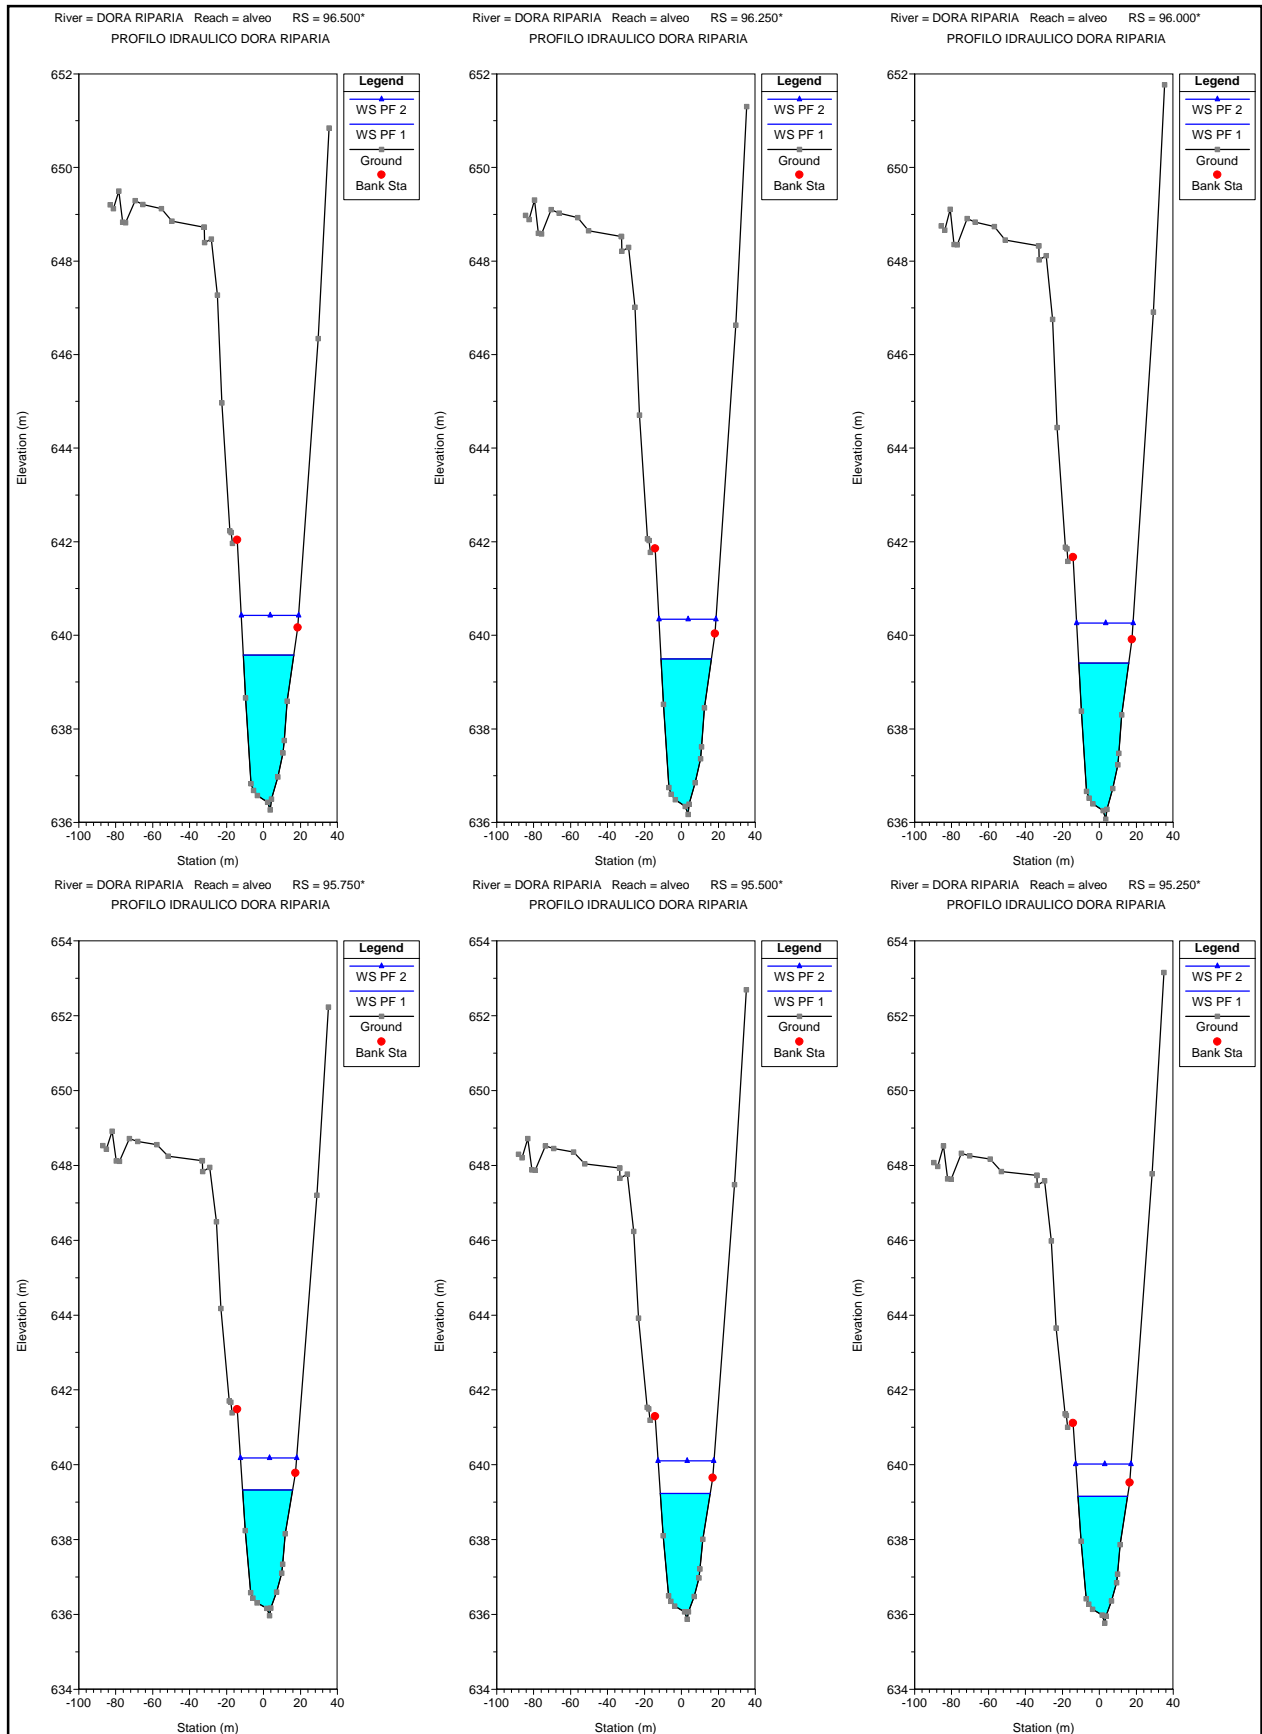 River = DORA RIPARIA Reach = alveo RS = 96.500*
PROFILO IDRAULICO DORA RIPARIA
652
650
648
646
644
642
640
638
636
-100 -80 -60 -40 -20 0 20 40
Station (m)
Elevation (m)
Legend
WS PF 2
WS PF 1
Ground
Bank Sta
River = DORA RIPARIA Reach = alveo RS = 96.250*
PROFILO IDRAULICO DORA RIPARIA
652
650
648
646
644
642
640
638
636
-100 -80 -60 -40 -20 0 20 40
Station (m)
Elevation (m)
Legend
WS PF 2
WS PF 1
Ground
Bank Sta
River = DORA RIPARIA Reach = alveo RS = 96.000*
PROFILO IDRAULICO DORA RIPARIA
652
650
648
646
644
642
640
638
636
-100 -80 -60 -40 -20 0 20 40
Station (m)
Elevation (m)
Legend
WS PF 2
WS PF 1
Ground
Bank Sta
River = DORA RIPARIA Reach = alveo RS = 95.750*
PROFILO IDRAULICO DORA RIPARIA
654
652
650
648
646
644
642
640
638
636
634
-100 -80 -60 -40 -20 0 20 40
Station (m)
Elevation (m)
Legend
WS PF 2
WS PF 1
Ground
Bank Sta
River = DORA RIPARIA Reach = alveo RS = 95.500*
PROFILO IDRAULICO DORA RIPARIA
654
652
650
648
646
644
642
640
638
636
634
-100 -80 -60 -40 -20 0 20 40
Station (m)
Elevation (m)
Legend
WS PF 2
WS PF 1
Ground
Bank Sta
River = DORA RIPARIA Reach = alveo RS = 95.250*
PROFILO IDRAULICO DORA RIPARIA
654
652
650
648
646
644
642
640
638
636
634
-100 -80 -60 -40 -20 0 20 40
Station (m)
Elevation (m)
Legend
WS PF 2
WS PF 1
Ground
Bank Sta